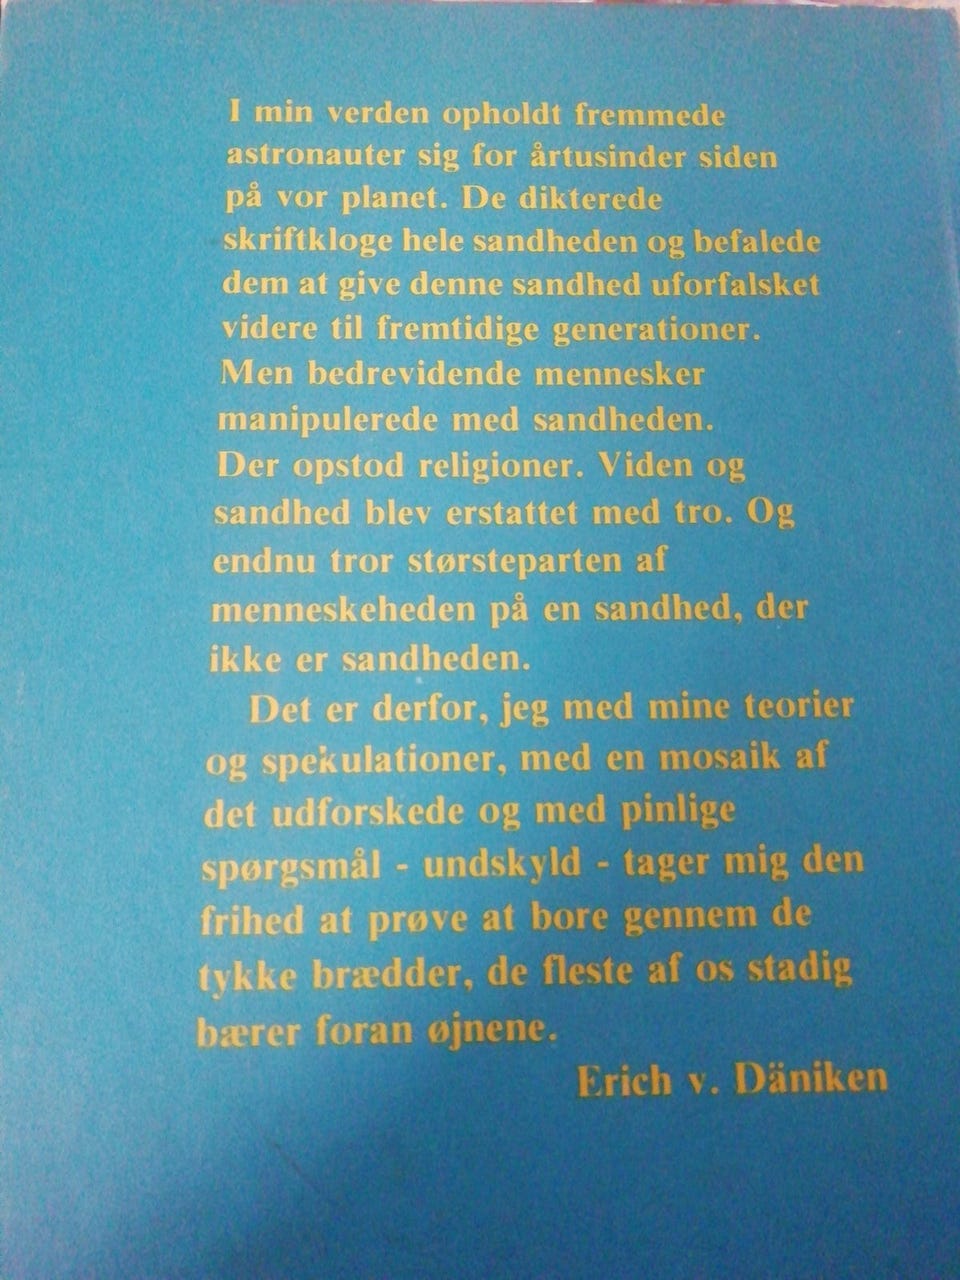 I min verden opholdt fremmede
astronauter sig for årtusinder siden
på vor planet. De dikterede
skriftkloge hele sandheden og befalede
dem at give denne sandhed uforfalsket
videre til fremtidige generationer.
Men bedrevidende mennesker
manipulerede med sandheden.
Der opstod religioner. Viden og
sandhed blev erstattet med tro. Og
endnu tror størsteparten af
menneskeheden på en sandhed, der
ikke er sandheden.
Det er derfor, jeg med mine teorier
og spekulationer, med en mosaik af
det udforskede og med pinlige
spørgsmål - undskyld - tager mig den
frihed at prøve at bore gennem de
tykke brædder, de fleste af os stadig
bærer foran øjnene.
Erich v. Däniken